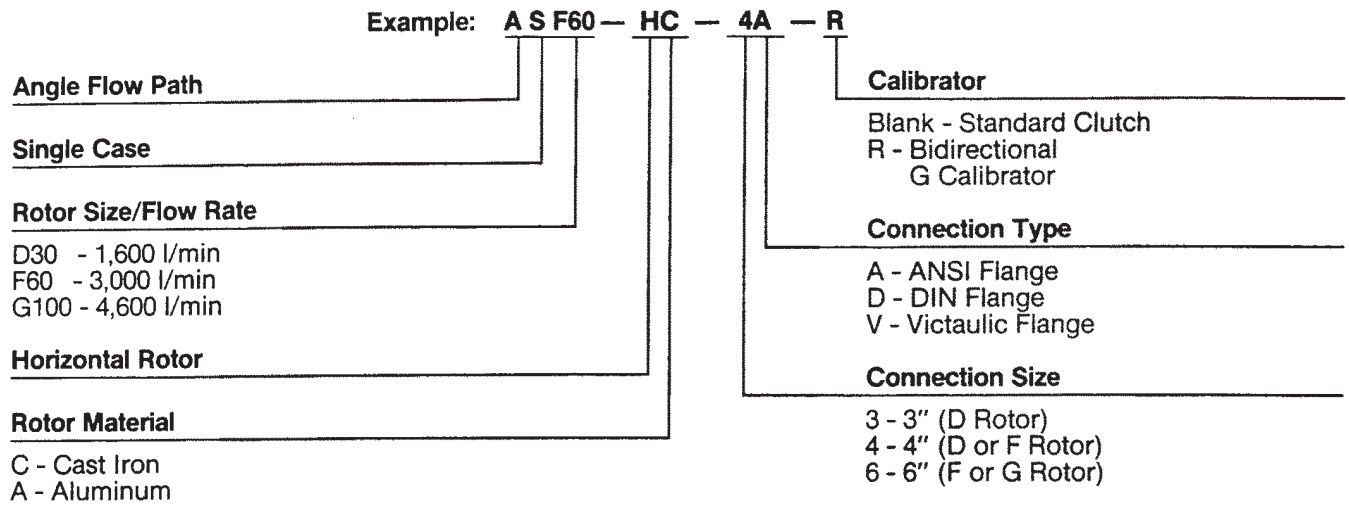 Example: A S F60 — HC — 4A — R
Angle Flow Path
Single Case
Rotor Size/Flow Rate
D30 - 1,600 l/min
F60 - 3,000 l/min
G100 - 4,600 l/min
Horizontal Rotor
Rotor Material
C - Cast Iron
A - Aluminum
Calibrator
Blank - Standard Clutch
R - Bidirectional
G Calibrator
Connection Type
A - ANSI Flange
D - DIN Flange
V - Victaulic Flange
Connection Size
3 - 3″ (D Rotor)
4 - 4″ (D or F Rotor)
6 - 6″ (F or G Rotor)